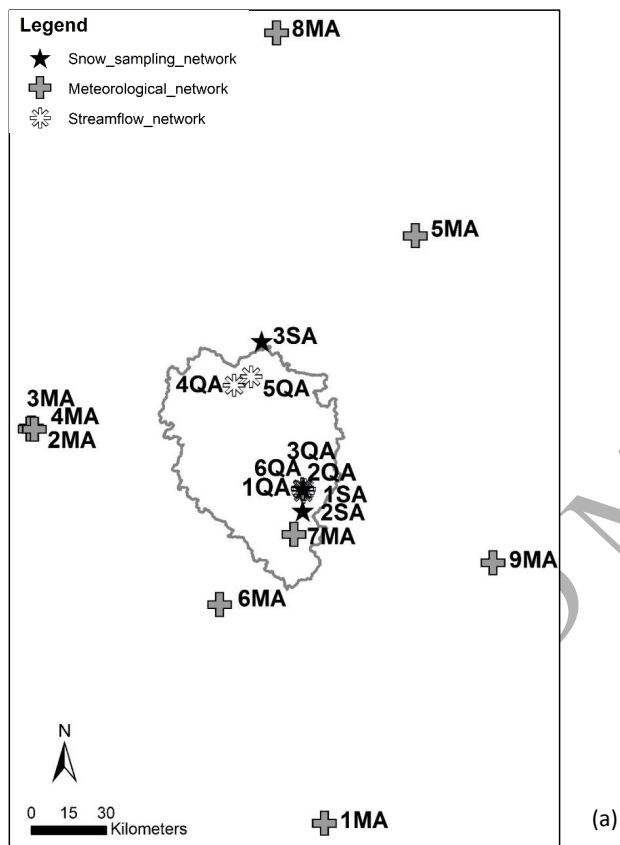 Legend
Snow_sampling_network
Meteorological_network
Streamflow_network
8MA
5MA
3SA
4QA
5QA
3MA
4MA
2MA
3QA
6QA
2QA
1QA
1SA
2SA
7MA
9MA
6MA
N
0 15 30
Kilometers
1MA
(a)